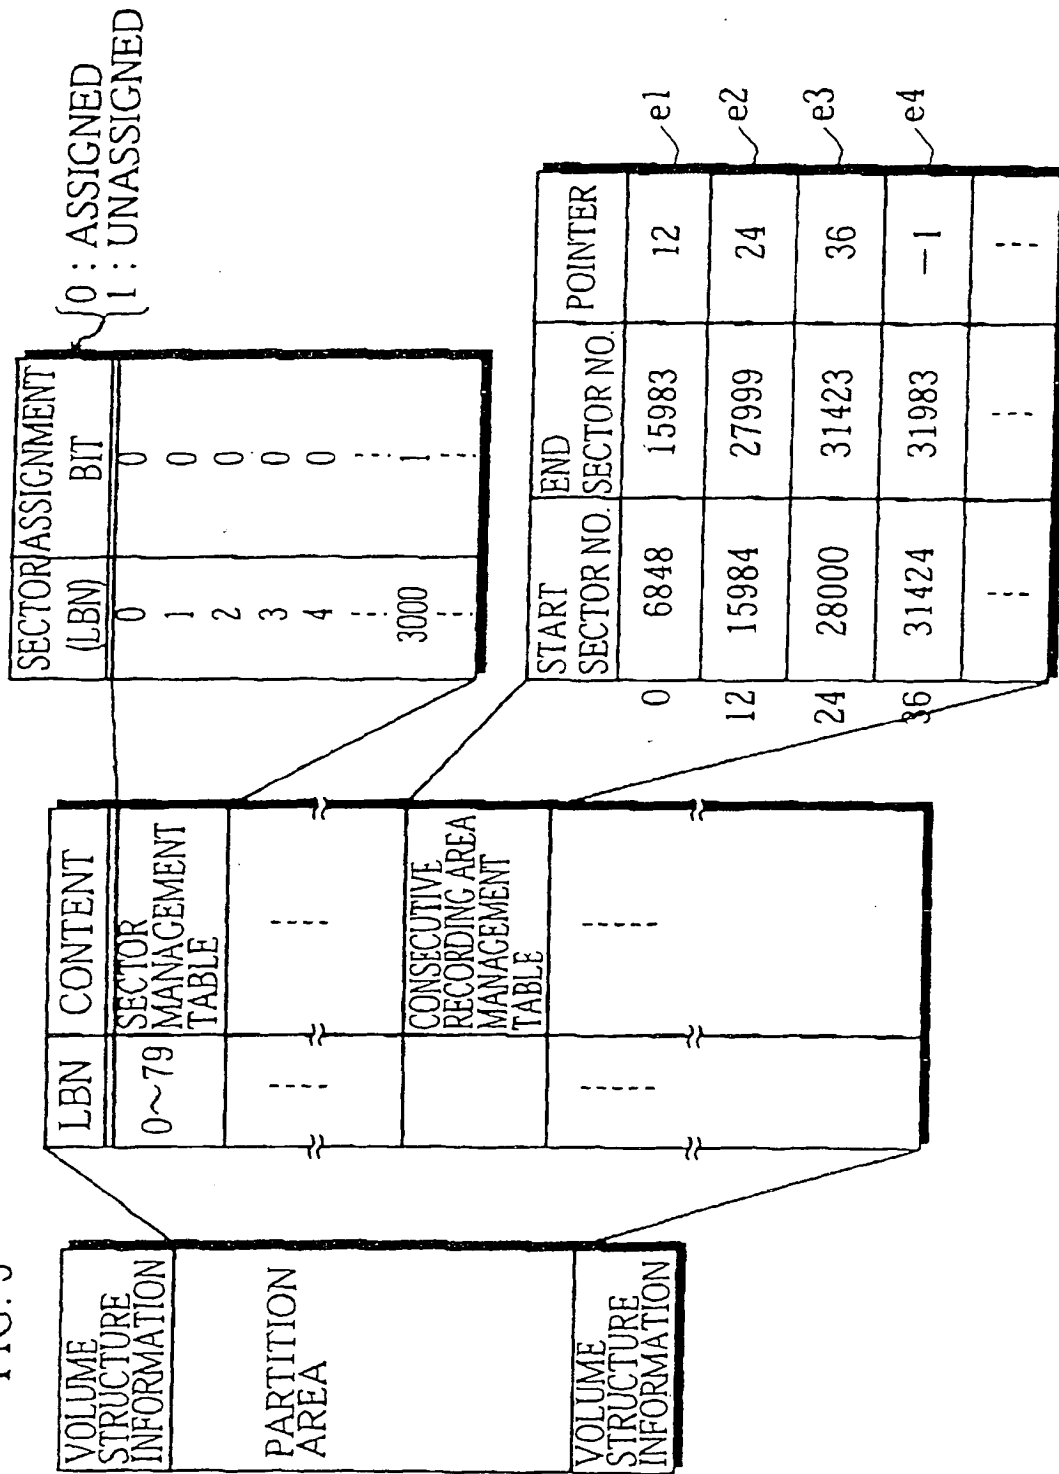 VOLUME
STRUCTURE
INFORMATION
PARTITION
AREA
VOLUME
STRUCTURE
INFORMATION
LBN CONTENT
0~79 SECTOR
MANAGEMENT
TABLE
---- ----
CONSECUTIVE
RECORDING AREA
MANAGEMENT
TABLE
----- -----
SECTOR ASSIGNMENT
(LBN) BIT
0 0
1 0
2 0
3 0
4 0
--- ---
3000 1
--- ---
0 : ASSIGNED
1 : UNASSIGNED
START END POINTER
SECTOR NO. SECTOR NO.
0 6848 15983 12 e1
12 15984 27999 24 e2
24 28000 31423 36 e3
36 31424 31983 -1 e4
--- --- ---